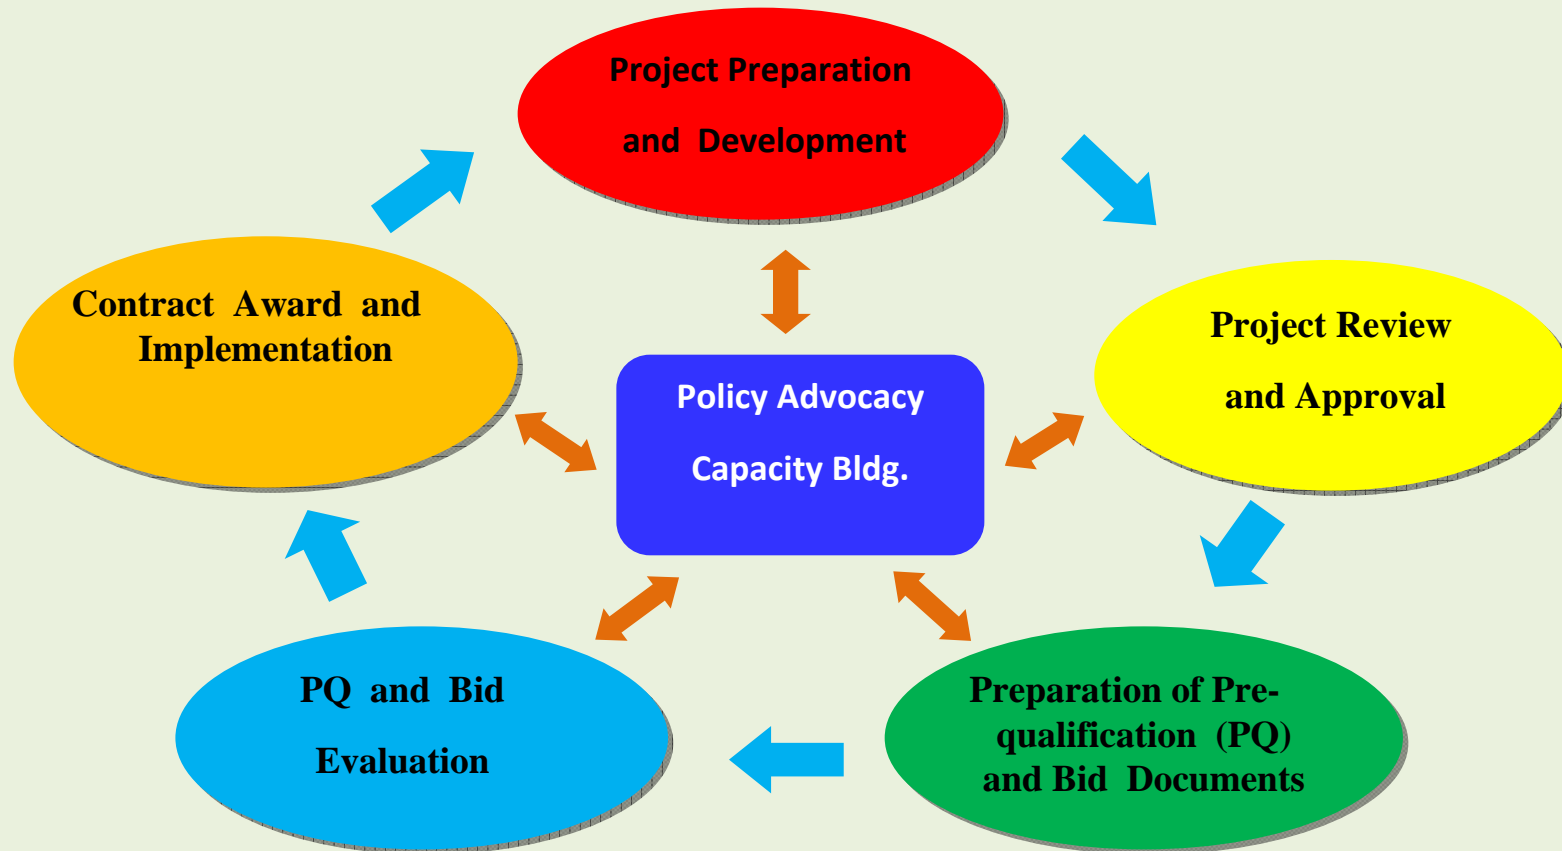 Project Preparation
and Development
Project Review
and Approval
Preparation of Pre-
qualification (PQ)
and Bid Documents
PQ and Bid
Evaluation
Contract Award and
Implementation
Policy Advocacy
Capacity Bldg.